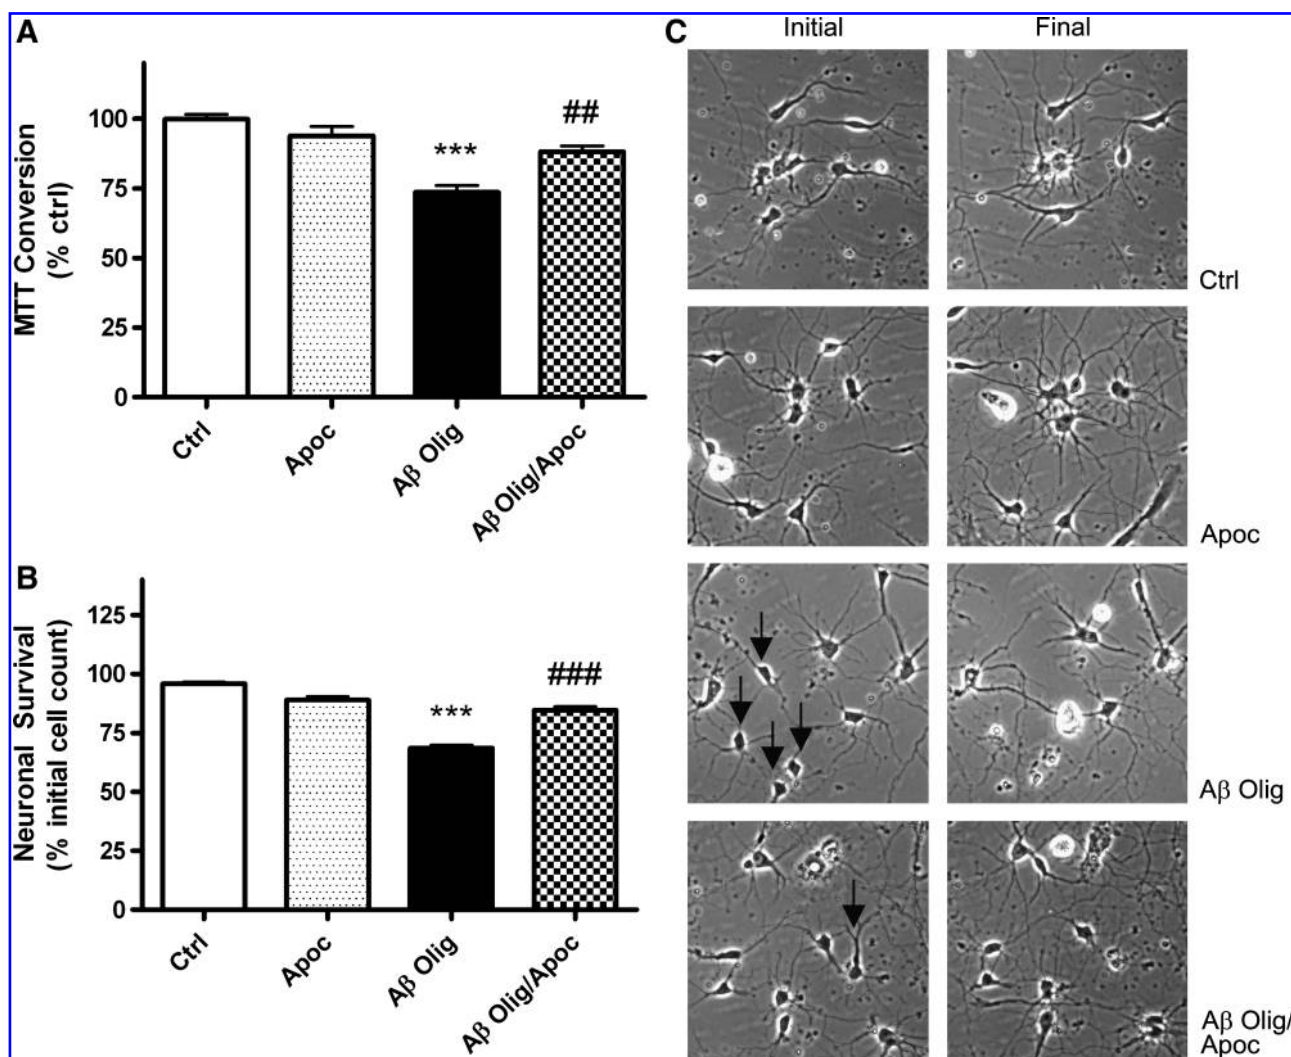 A
MTT Conversion
(% ctrl)
100
75
50
25
0
***
##
Ctrl
Apoc
Aβ Olig
Aβ Olig/Apoc
B
Neuronal Survival
(% initial cell count)
125
100
75
50
25
0
***
###
Ctrl
Apoc
Aβ Olig
Aβ Olig/Apoc
C
Initial
Final
Ctrl
Apoc
Aβ Olig
Aβ Olig/
Apoc